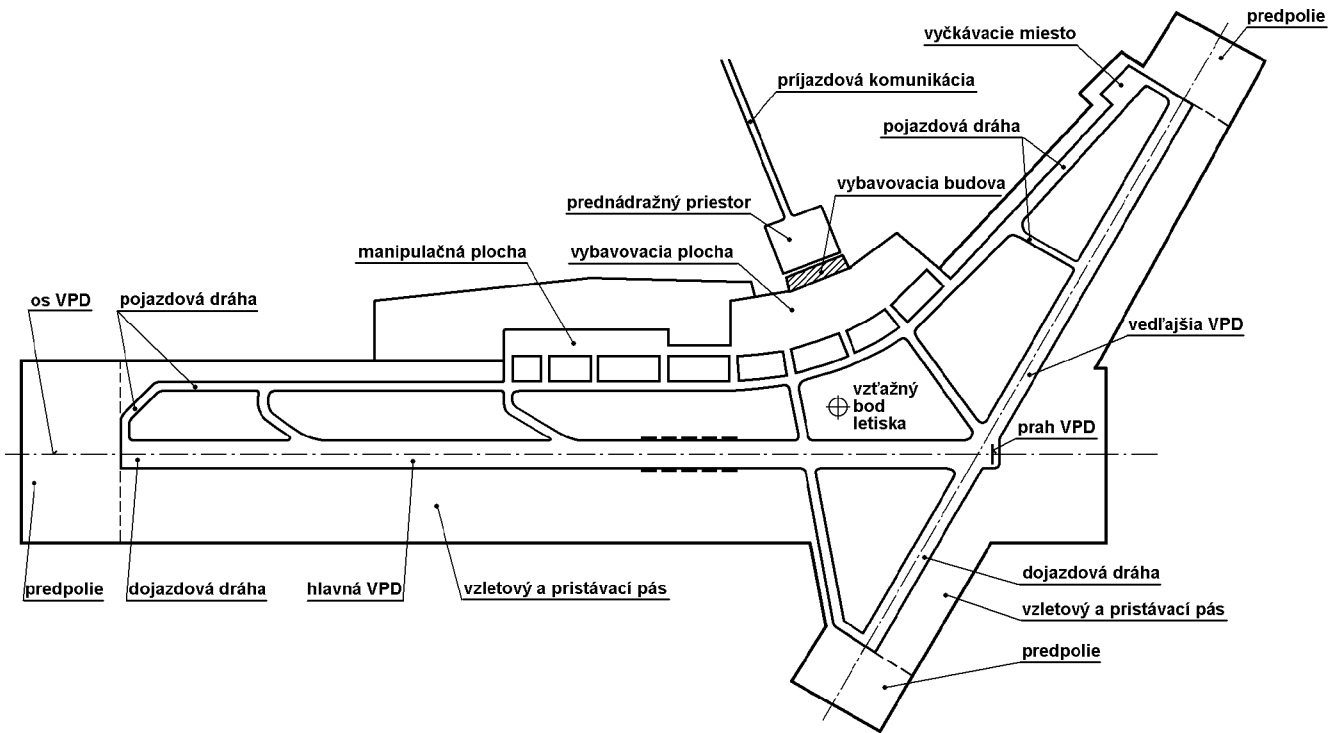 predpolie
vyčkávacie miesto
príjazdová komunikácia
pojazdová dráha
vybavovacia budova
prednádražný priestor
manipulačná plocha
vybavovacia plocha
os VPD
pojazdová dráha
vedľajšia VPD
vzťažný
bod
letiska
prah VPD
predpolie
dojazdová dráha
hlavná VPD
vzletový a pristávací pás
dojazdová dráha
vzletový a pristávací pás
predpolie